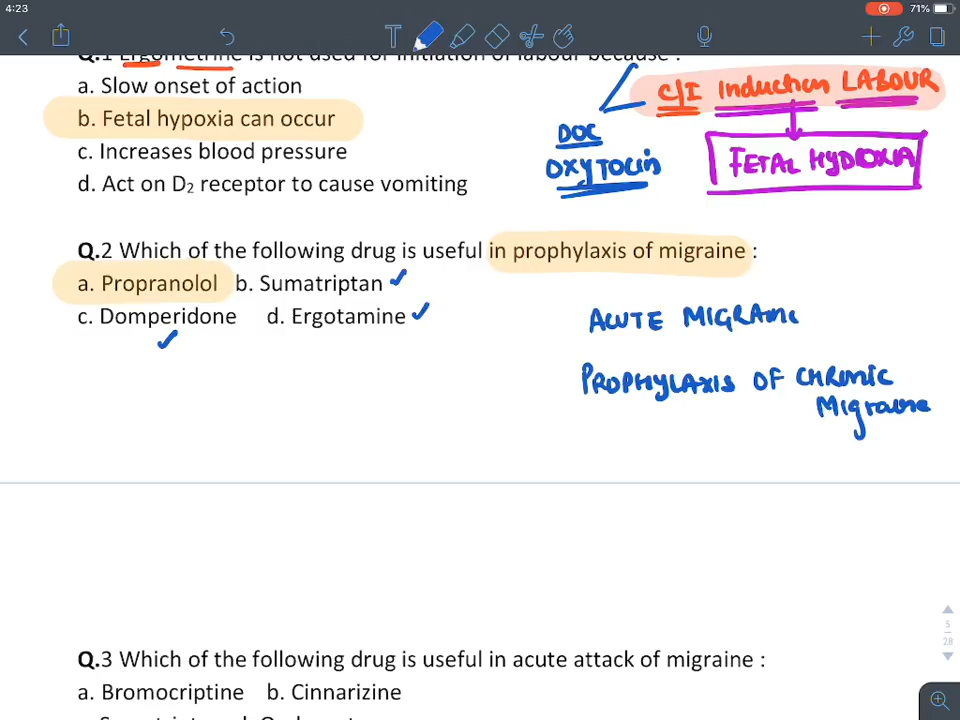 4:23
71%
Q.1 Ergometrine is not used for initiation of labour because :
a. Slow onset of action
C/I Induction LABOUR
b. Fetal hypoxia can occur
DOC
OXYTOCIN
FETAL HYDOXIA
c. Increases blood pressure
d. Act on D2 receptor to cause vomiting
Q.2 Which of the following drug is useful in prophylaxis of migraine :
a. Propranolol b. Sumatriptan ✓
c. Domperidone d. Ergotamine ✓
✓
ACUTE MIGRAINE
PROPHYLAXIS OF CHRONIC
Migraine
5
28
Q.3 Which of the following drug is useful in acute attack of migraine :
a. Bromocriptine b. Cinnarizine